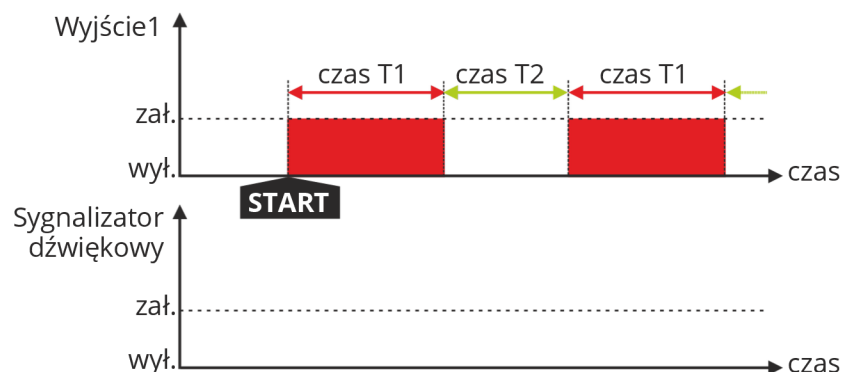 Wyjście1
czas T1 czas T2 czas T1
zał.
wył.
czas
START
Sygnalizator
dźwiękowy
zał.
wył.
czas